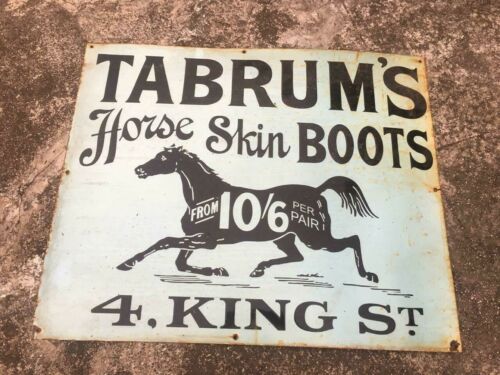 TABRUM'S
Horse Skin BOOTS
FROM 10/6 PER PAIR
4, KING ST.